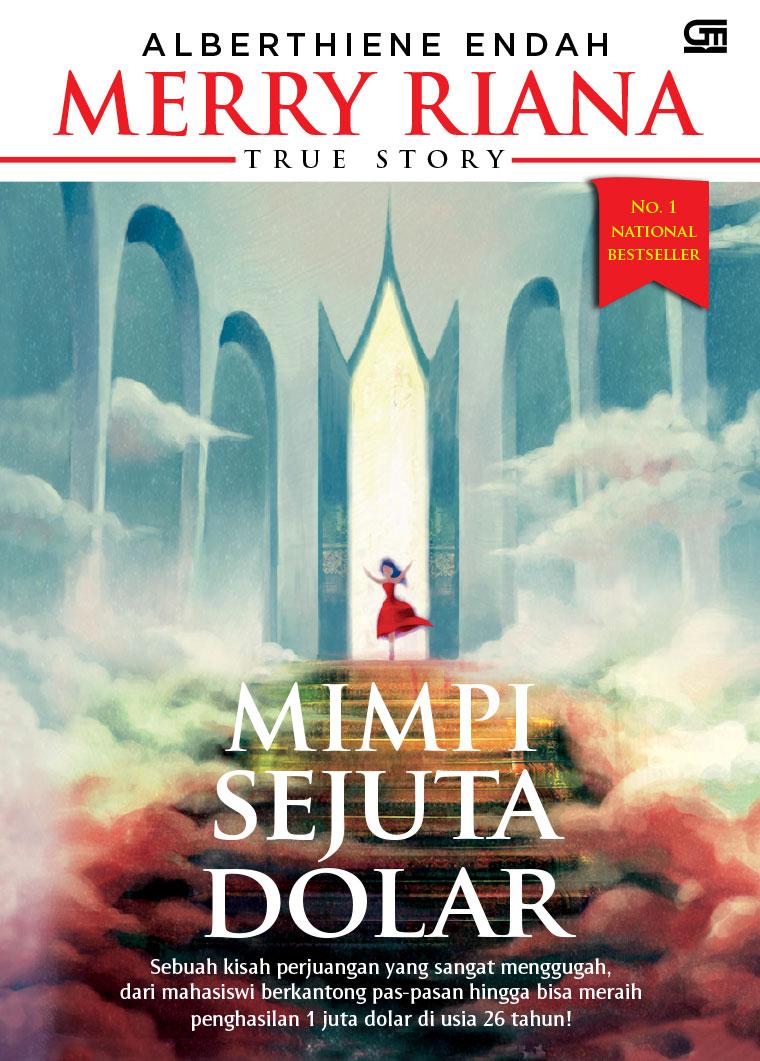 ALBERTHIENE ENDAH
GM
MERRY RIANA
TRUE STORY
No. 1
NATIONAL
BESTSELLER
MIMPI
SEJUTA
DOLAR
Sebuah kisah perjuangan yang sangat menggugah,
dari mahasiswi berkantong pas-pasan hingga bisa meraih
penghasilan 1 juta dolar di usia 26 tahun!